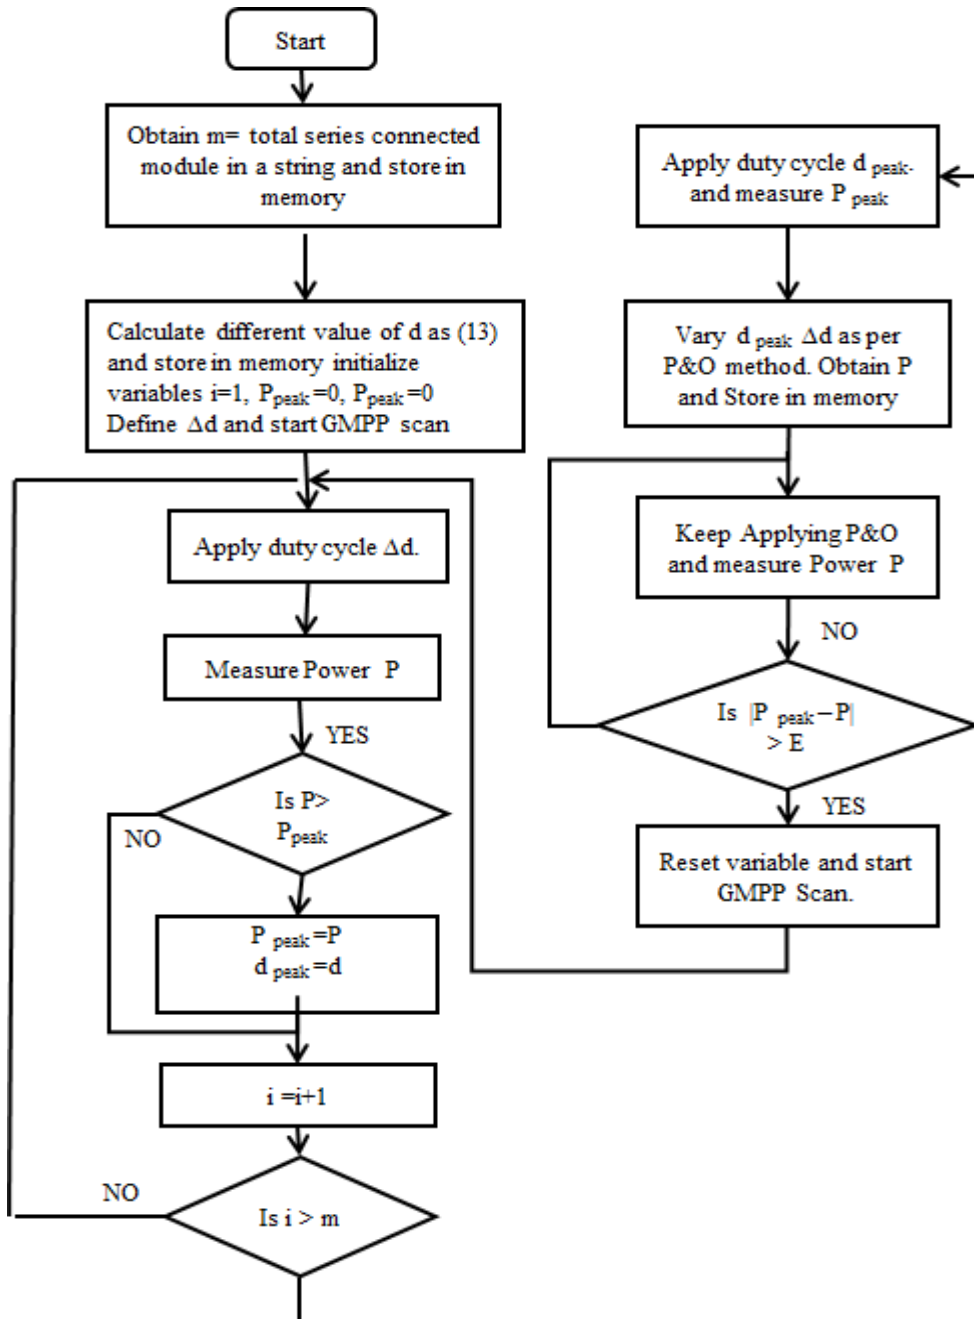 Start
Obtain m= total series connected
module in a string and store in
memory
Calculate different value of d as (13)
and store in memory initialize
variables i=1, P peak =0, P peak =0
Define Δd and start GMPP scan
Apply duty cycle Δd.
Measure Power P
YES
Is P>
P peak
NO
P peak =P
d peak =d
i =i+1
NO
Is i > m
Apply duty cycle d peak.
and measure P peak
Vary d peak Δd as per
P&O method. Obtain P
and Store in memory
Keep Applying P&O
and measure Power P
NO
Is |P peak – P|
> E
YES
Reset variable and start
GMPP Scan.